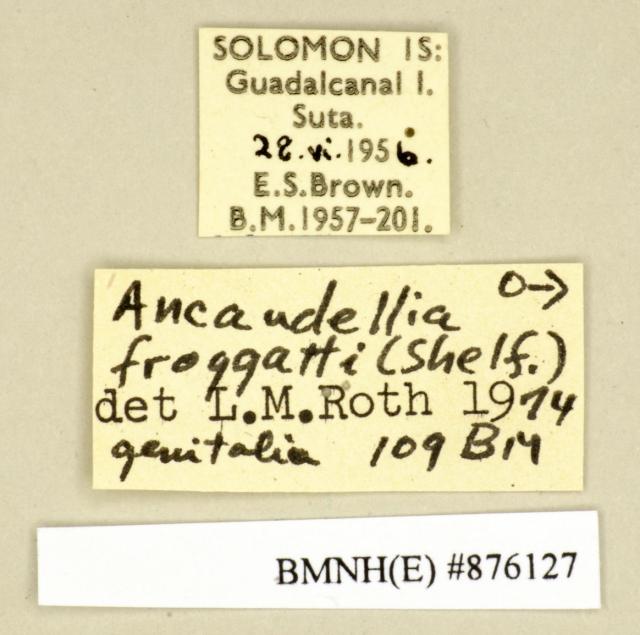 SOLOMON IS:
Guadalcanal I.
Suta.
28.vi.1956.
E.S.Brown.
B.M.1957-201.
Ancaudellia
froggatti (Shelf.)
det L.M.Roth 1974
genitalia 109 BM
BMNH(E) #876127